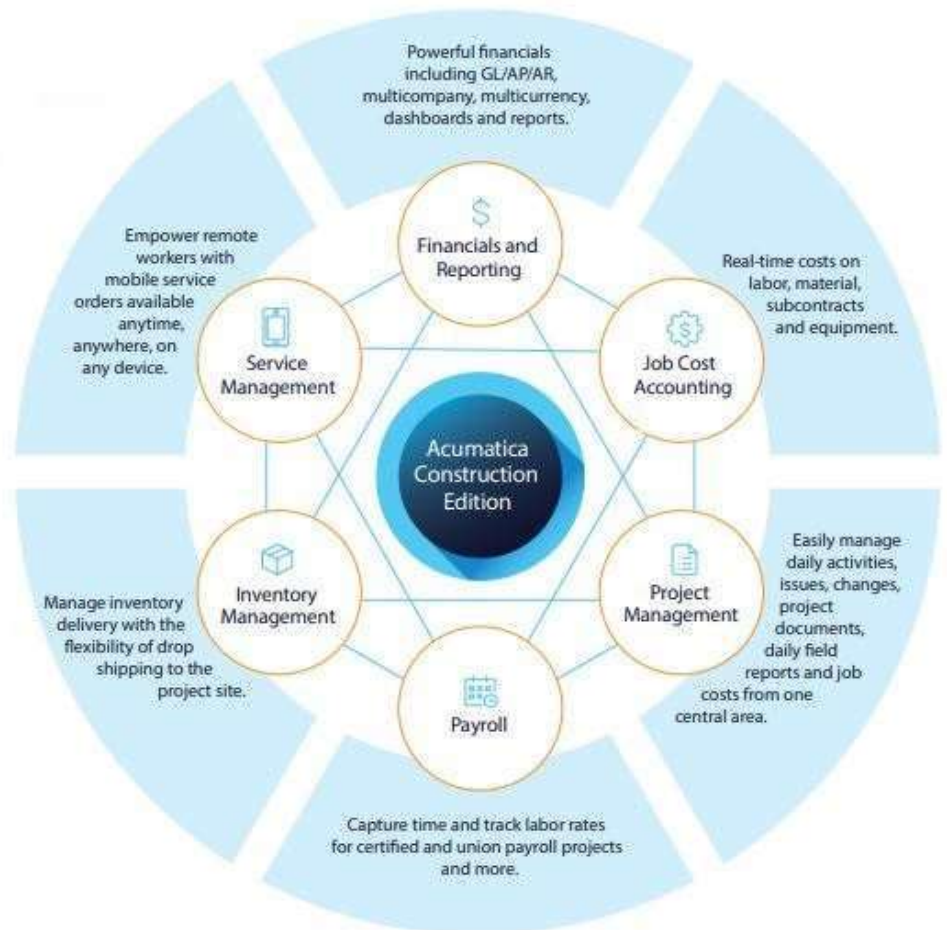 Powerful financials
including GL/AP/AR,
multicompany, multicurrency,
dashboards and reports.
$
Financials and
Reporting
Real-time costs on
labor, material,
subcontracts
and equipment.
$
Job Cost
Accounting
Easily manage
daily activities,
issues, changes,
project
documents,
daily field
reports and job
costs from one
central area.
Project
Management
Capture time and track labor rates
for certified and union payroll projects
and more.
Payroll
Manage inventory
delivery with the
flexibility of drop
shipping to the
project site.
Inventory
Management
Empower remote
workers with
mobile service
orders available
anytime,
anywhere, on
any device.
Service
Management
Acumatica
Construction
Edition